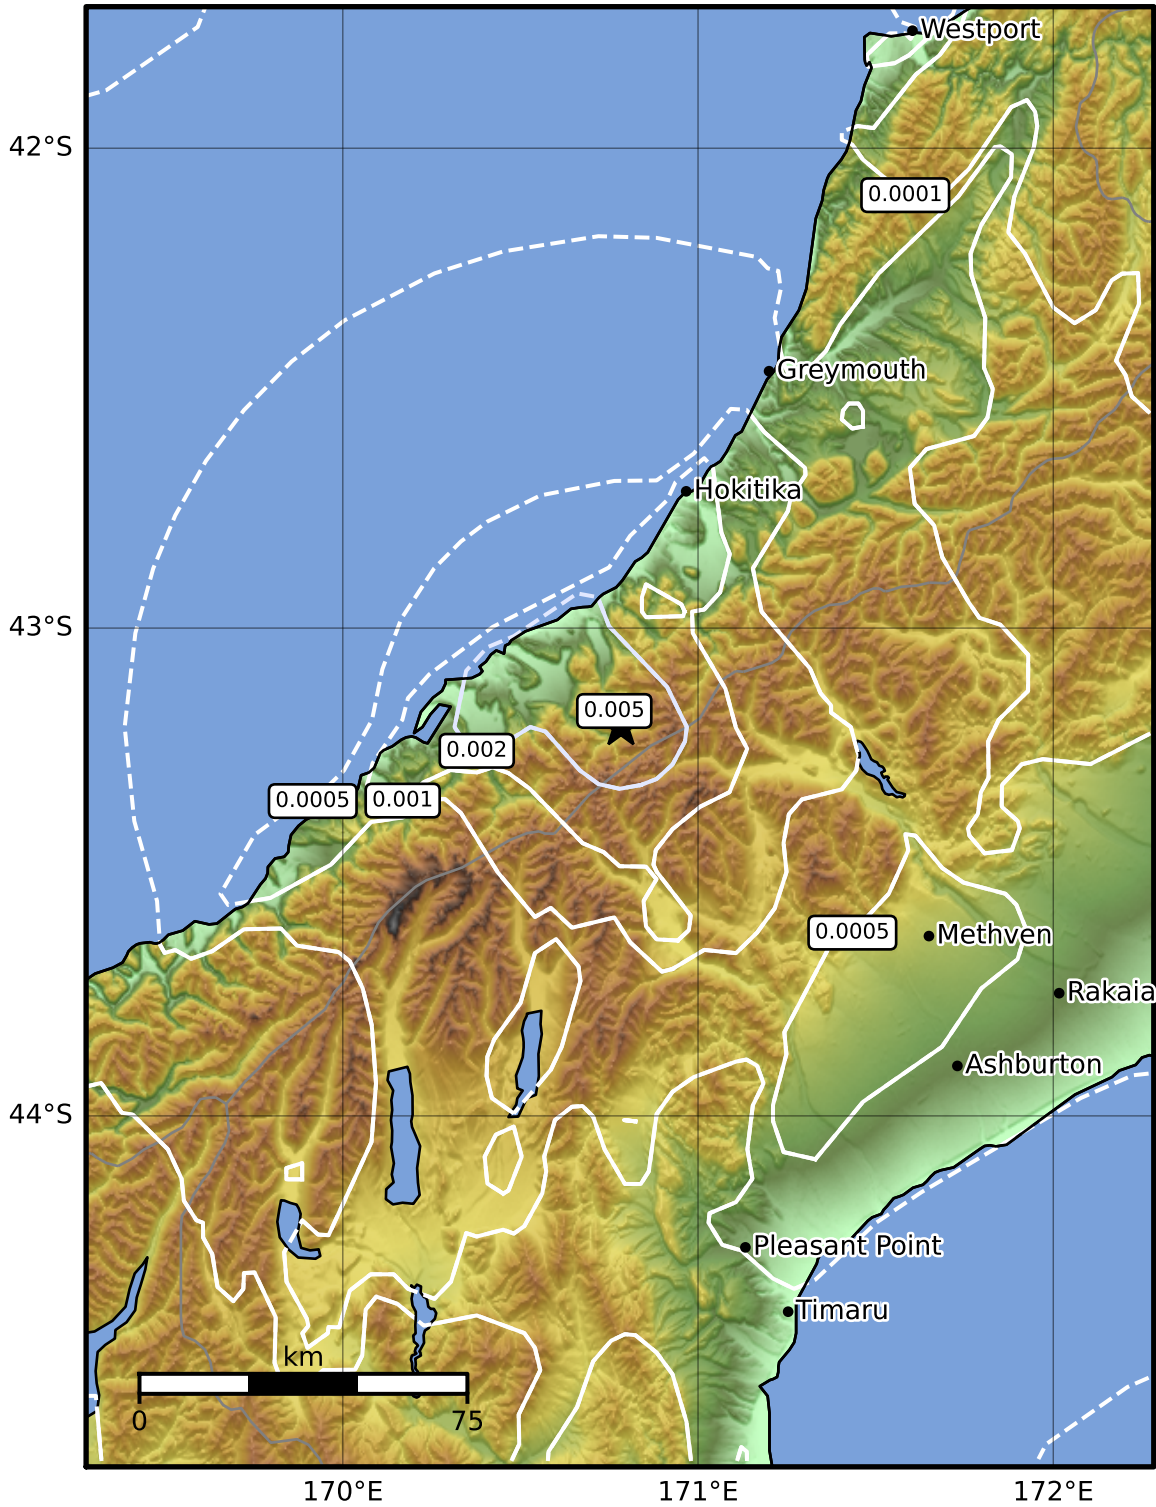 Westport
42°S
0.0001
Greymouth
Hokitika
43°S
0.005
0.002
0.0005
0.001
0.0005
Methven
Rakaia
Ashburton
44°S
Pleasant Point
Timaru
km
0
75
170°E
171°E
172°E